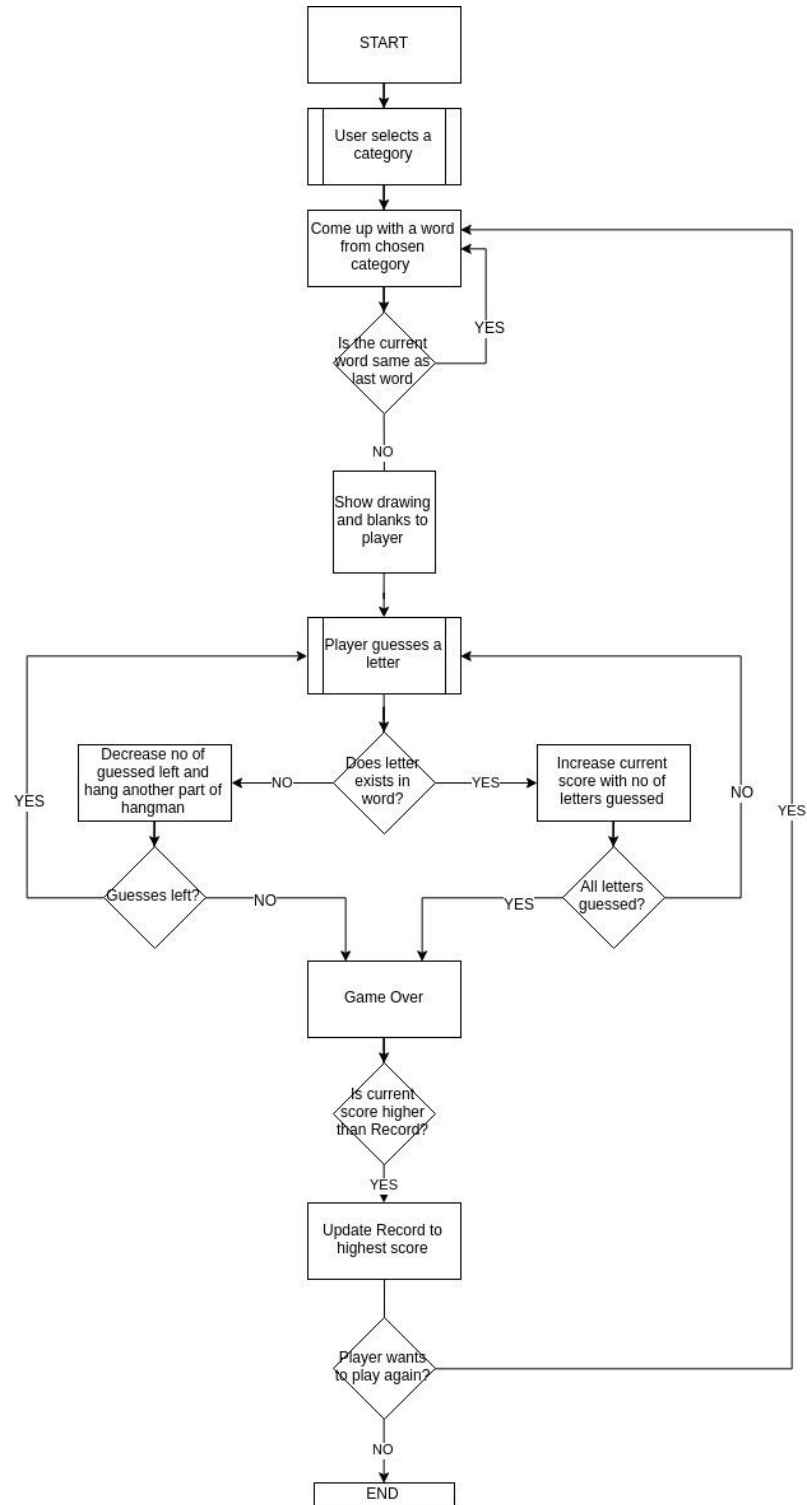 START
User selects a
category
Come up with a word
from chosen
category
YES
Is the current
word same as
last word
NO
Show drawing
and blanks to
player
Player guesses a
letter
Decrease no of
guessed left and
hang another part of
hangman
NO
Does letter
exists in
word?
YES
Increase current
score with no of
letters guessed
YES
NO
YES
Guesses left?
NO
YES
All letters
guessed?
Game Over
Is current
score higher
than Record?
YES
Update Record to
highest score
Player wants
to play again?
NO
END